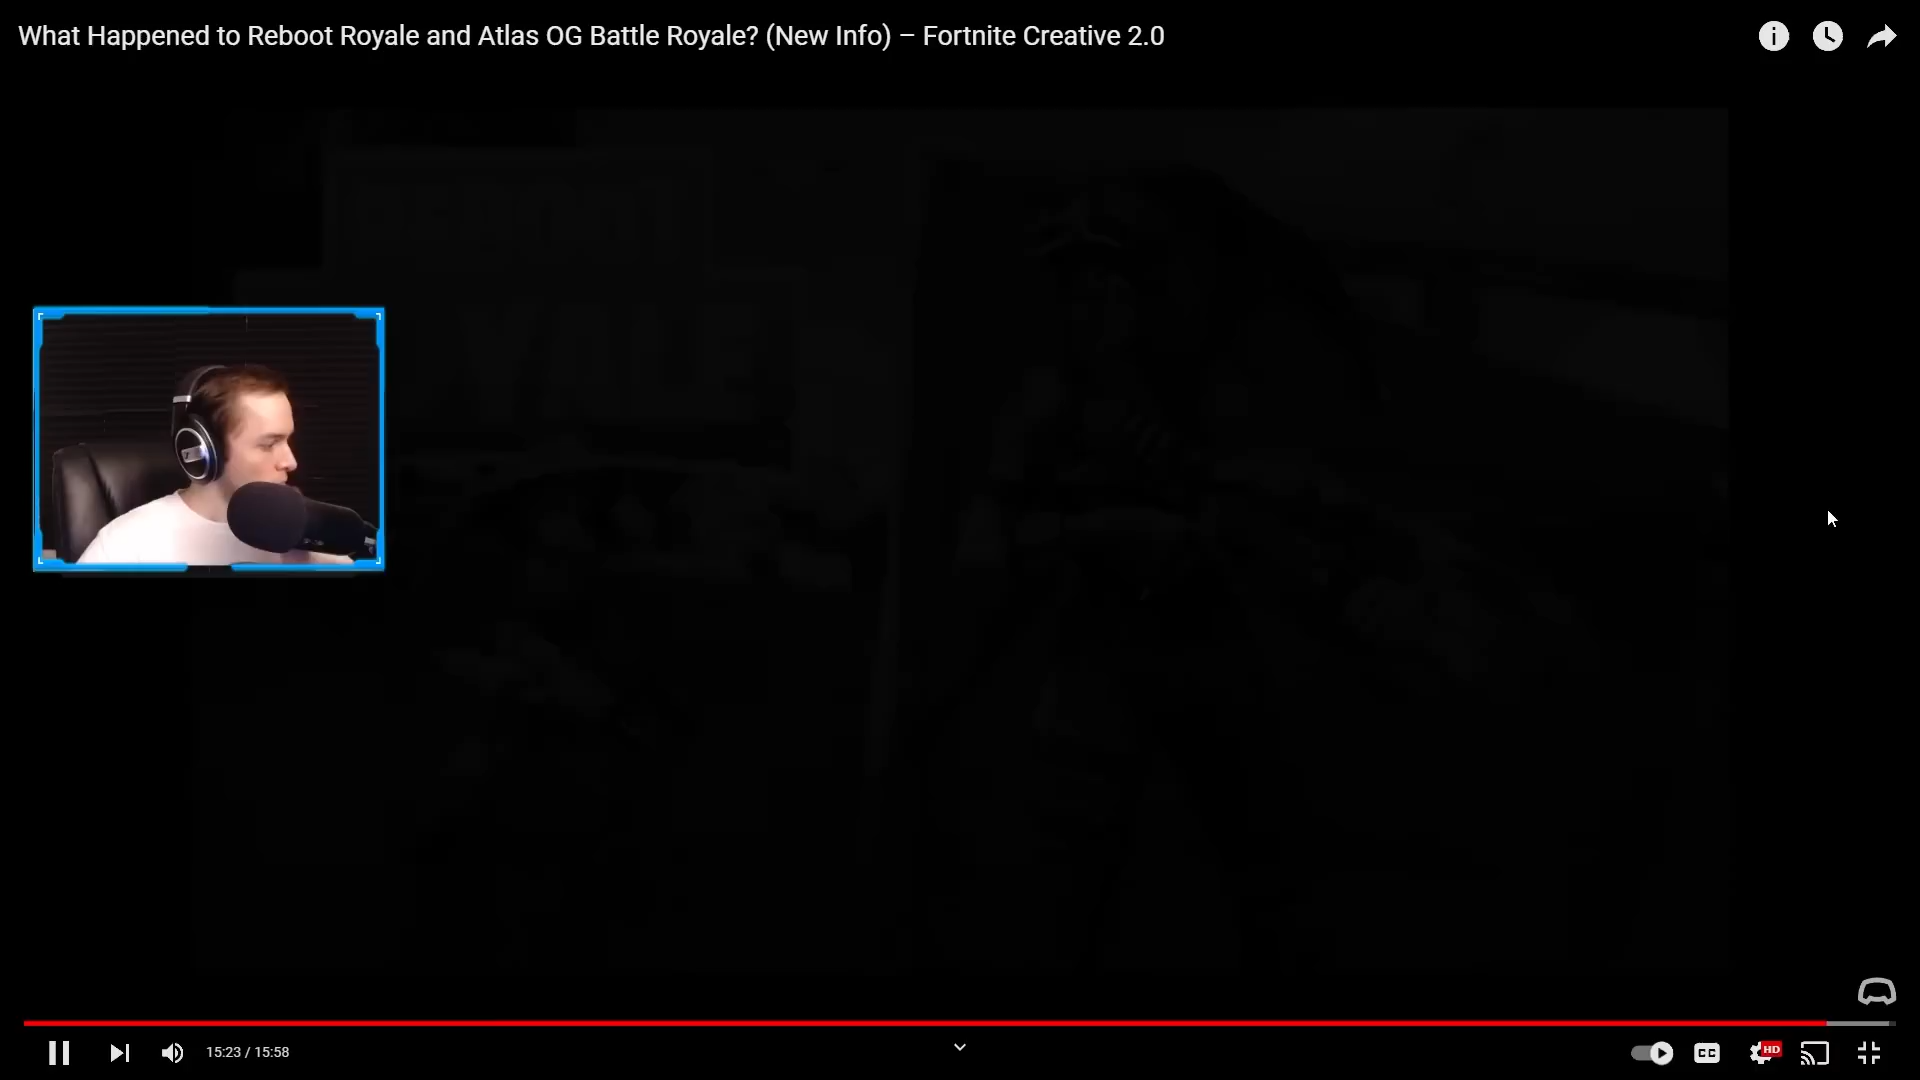 What Happened to Reboot Royale and Atlas OG Battle Royale? (New Info) – Fortnite Creative 2.0
15:23 / 15:58
CC
HD